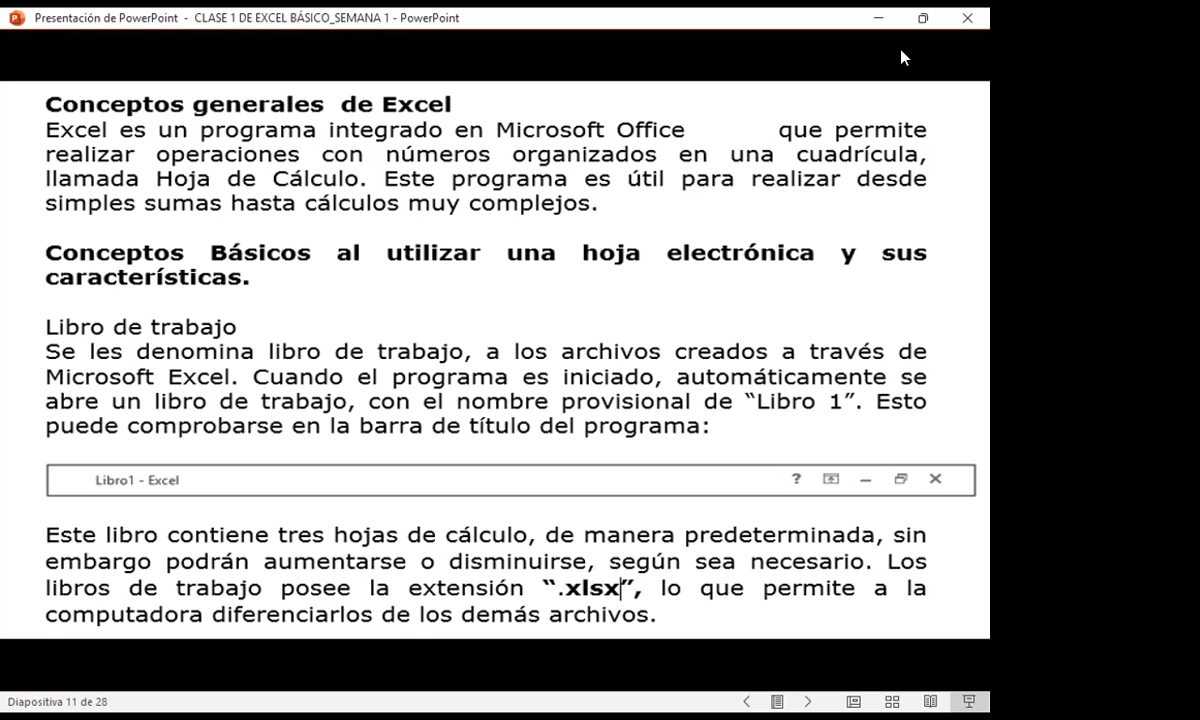 Presentación de PowerPoint - CLASE 1 DE EXCEL BÁSICO_SEMANA 1 - PowerPoint
Conceptos generales de Excel
Excel es un programa integrado en Microsoft Office que permite
realizar operaciones con números organizados en una cuadrícula,
llamada Hoja de Cálculo. Este programa es útil para realizar desde
simples sumas hasta cálculos muy complejos.
Conceptos Básicos al utilizar una hoja electrónica y sus
características.
Libro de trabajo
Se les denomina libro de trabajo, a los archivos creados a través de
Microsoft Excel. Cuando el programa es iniciado, automáticamente se
abre un libro de trabajo, con el nombre provisional de “Libro 1”. Esto
puede comprobarse en la barra de título del programa:
Libro1 - Excel ?
Este libro contiene tres hojas de cálculo, de manera predeterminada, sin
embargo podrán aumentarse o disminuirse, según sea necesario. Los
libros de trabajo posee la extensión “.xlsx”, lo que permite a la
computadora diferenciarlos de los demás archivos.
Diapositiva 11 de 28